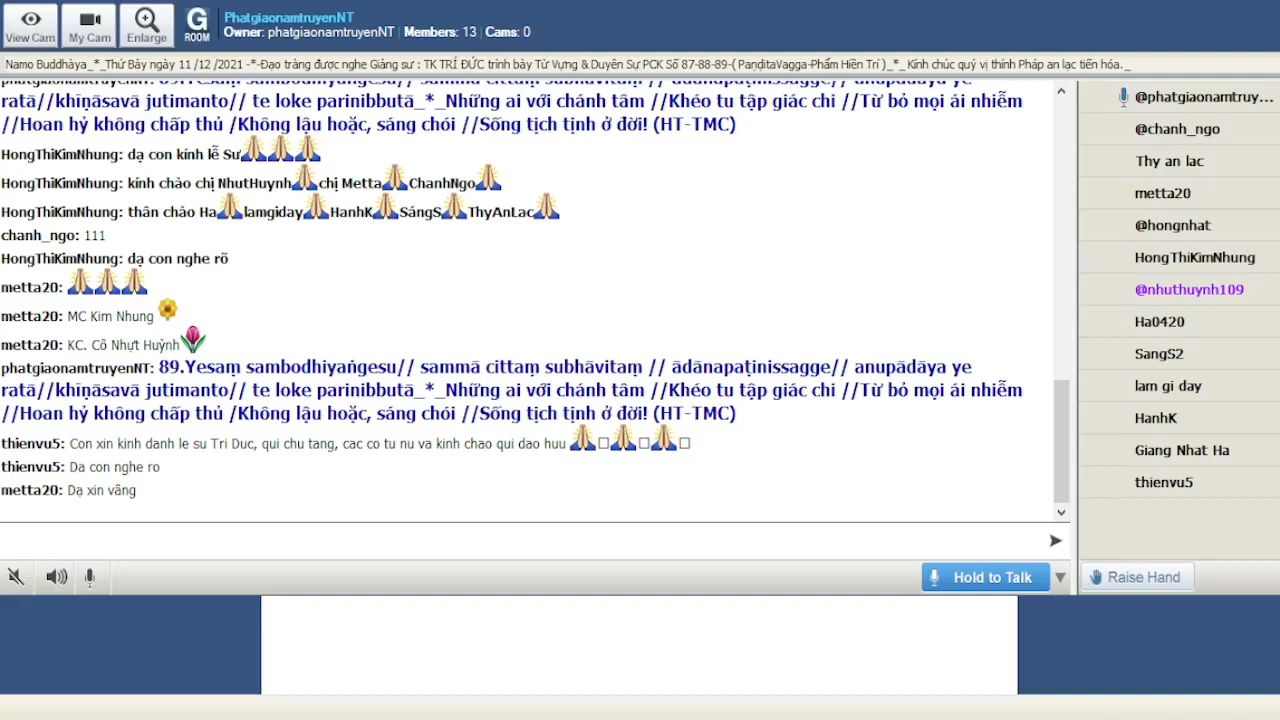 View Cam
My Cam
Enlarge
G
ROOM
PhatgiaonamtruyenNT
Owner: phatgiaonamtruyenNT | Members: 13 | Cams: 0
Namo Buddhàya_*_Thứ Bảy ngày 11/12 /2021 -*-Đạo tràng được nghe Giảng sư : TK TRÍ ĐỨC trình bày Từ Vựng & Duyên Sự PCK Số 87-88-89-( PaṇḍitaVagga-Phẩm Hiền Trí )_*_ Kính chúc quý vị thính Pháp an lạc tiến hóa._
ratā//khīṇāsavā jutimanto// te loke parinibbutā_*_Những ai với chánh tâm //Khéo tu tập giác chi //Từ bỏ mọi ái nhiễm
//Hoan hỷ không chấp thủ /Không lậu hoặc, sáng chói //Sống tịch tịnh ở đời! (HT-TMC)
HongThiKimNhung: dạ con kính lễ Sư
HongThiKimNhung: kính chào chị NhutHuynh chị Metta ChanhNgo
HongThiKimNhung: thân chào Ha lamgiday HanhK SángS ThyAnLac
chanh_ngo: 111
HongThiKimNhung: dạ con nghe rõ
metta20:
metta20: MC Kim Nhung
metta20: KC. Cô Nhựt Huỳnh
phatgiaonamtruyenNT: 89.Yesaṃ sambodhiyaṅgesu// sammā cittaṃ subhāvitaṃ // ādānapaṭinissagge// anupādāya ye
ratā//khīṇāsavā jutimanto// te loke parinibbutā_*_Những ai với chánh tâm //Khéo tu tập giác chi //Từ bỏ mọi ái nhiễm
//Hoan hỷ không chấp thủ /Không lậu hoặc, sáng chói //Sống tịch tịnh ở đời! (HT-TMC)
thienvu5: Con xin kinh danh le su Tri Duc, qui chu tang, cac co tu nu va kinh chao qui dao huu
thienvu5: Da con nghe ro
metta20: Dạ xin vâng
@phatgiaonamtruy...
@chanh_ngo
Thy an lac
metta20
@hongnhat
HongThiKimNhung
@nhuthuynh109
Ha0420
SangS2
lam gi day
HanhK
Giang Nhat Ha
thienvu5
Hold to Talk
Raise Hand